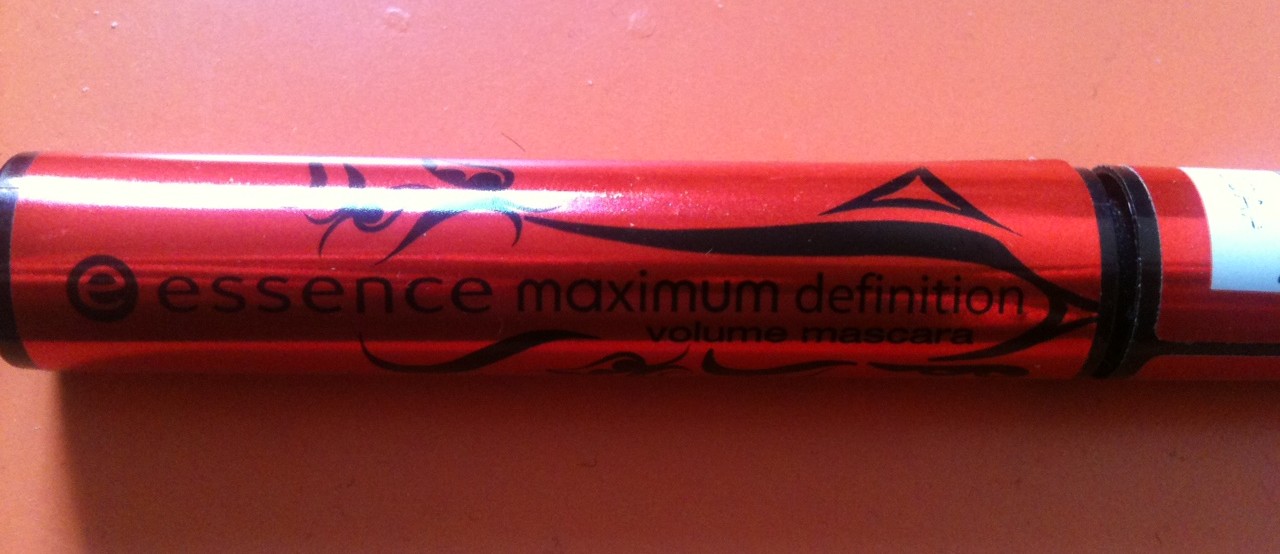 e essence maximum definition
volume mascara